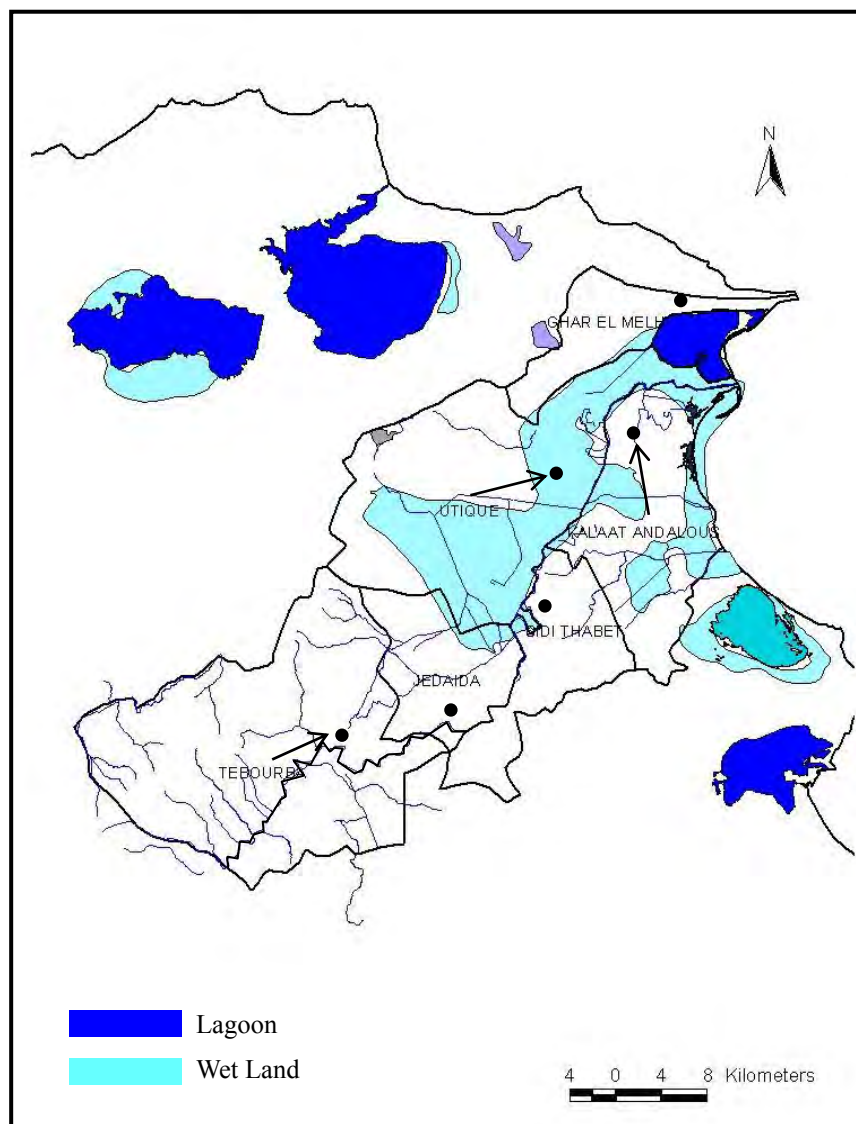 N
GHAR EL MELH
UTIQUE
KALAAT ANDALOUS
SIDI THABET
JEDAIDA
TEBOURBA
Lagoon
Wet Land
4 0 4 8 Kilometers